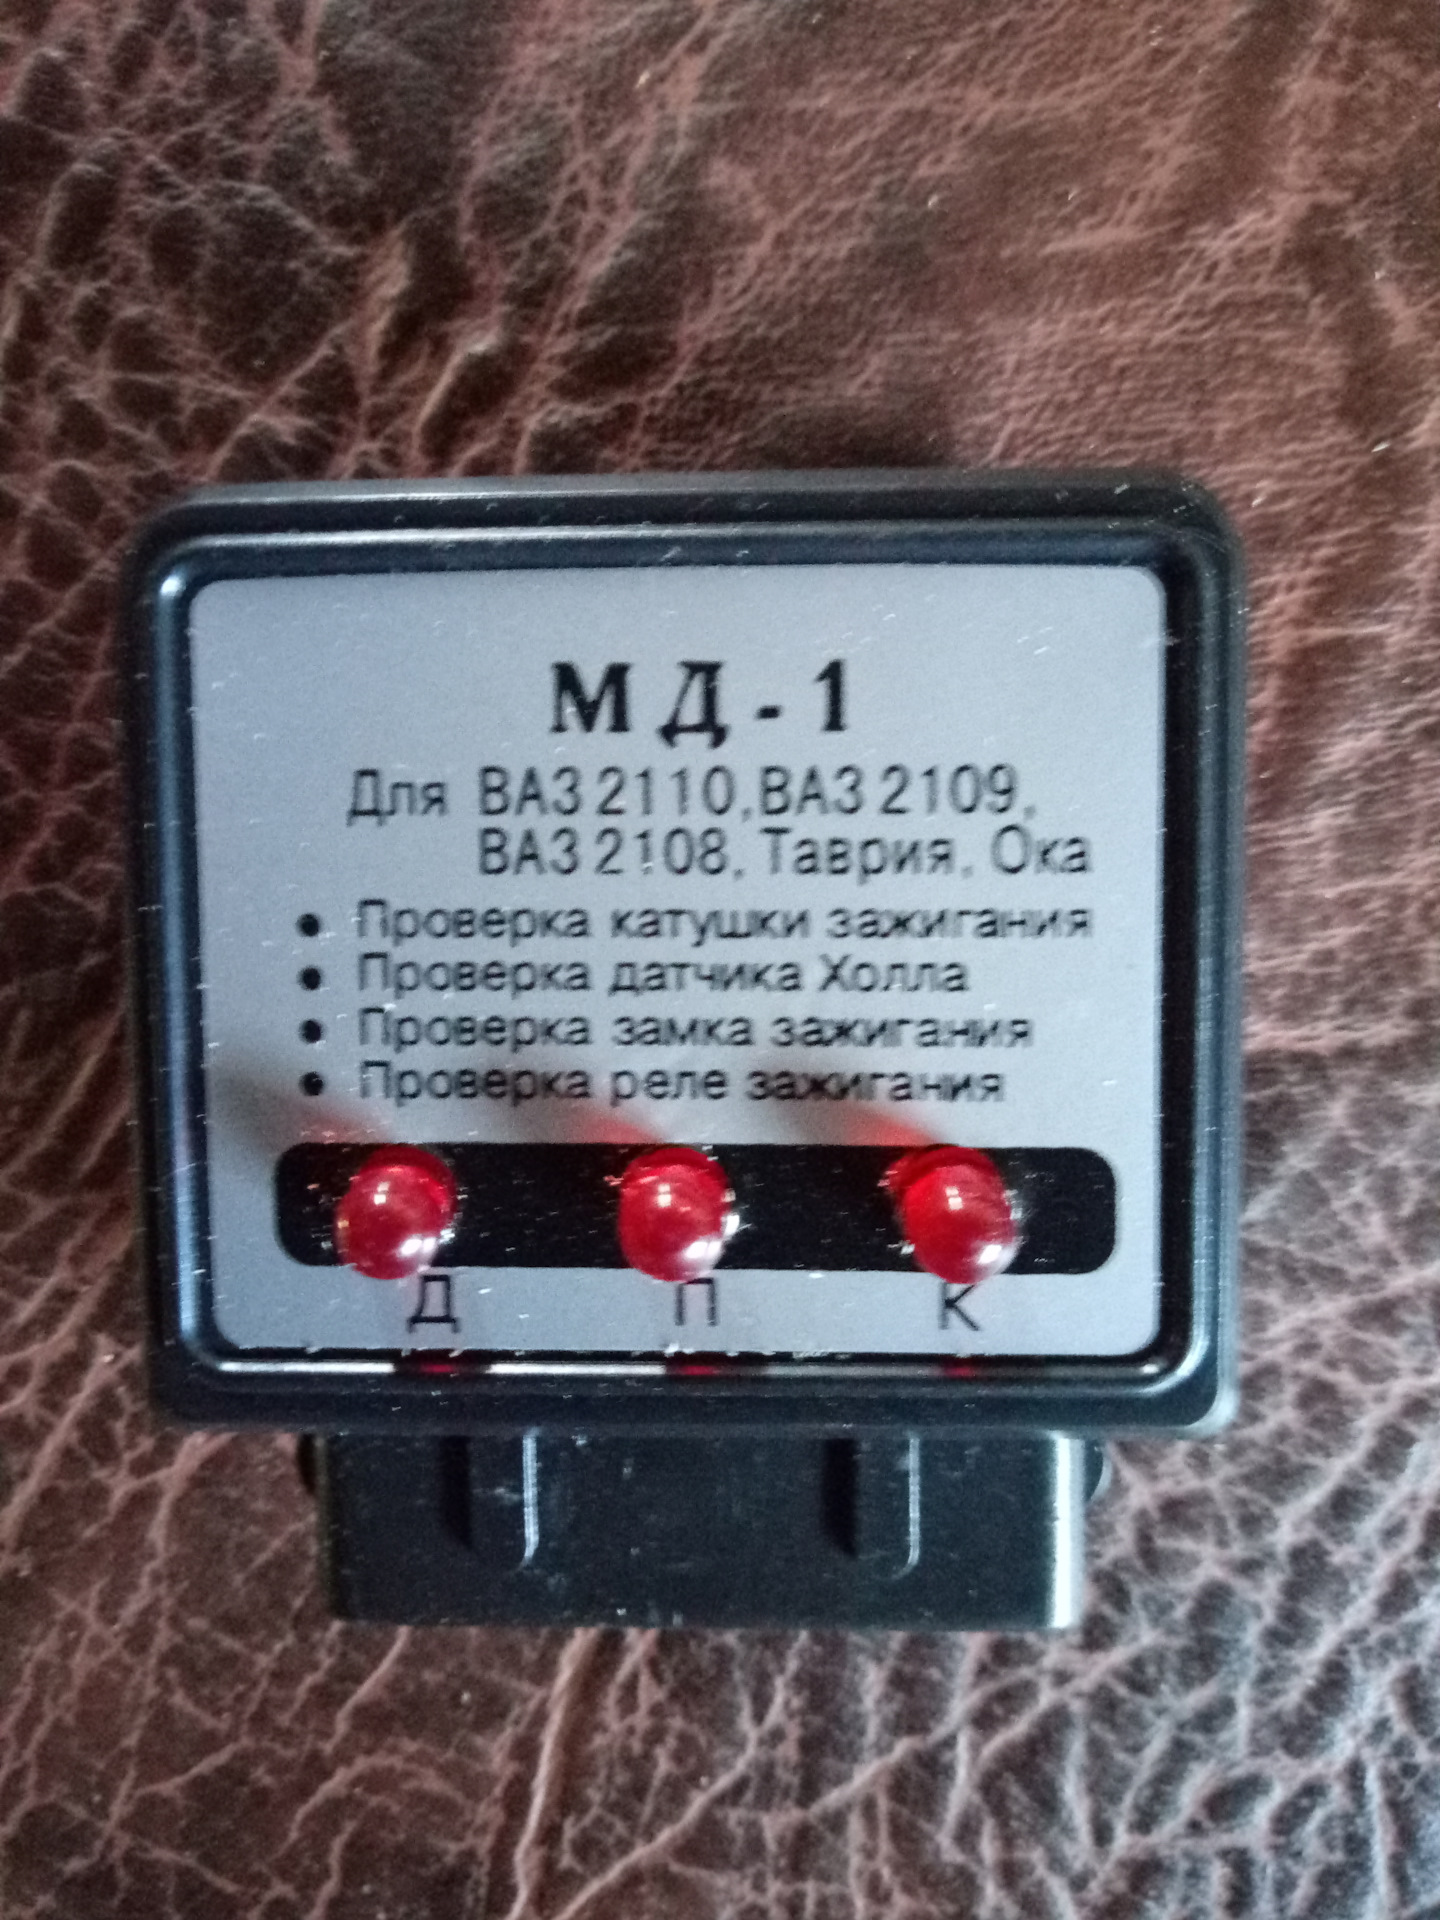 МД-1
Для ВАЗ 2110, ВАЗ 2109,
ВАЗ 2108, Таврия, Ока
• Проверка катушки зажигания
• Проверка датчика Холла
• Проверка замка зажигания
• Проверка реле зажигания
Д П К